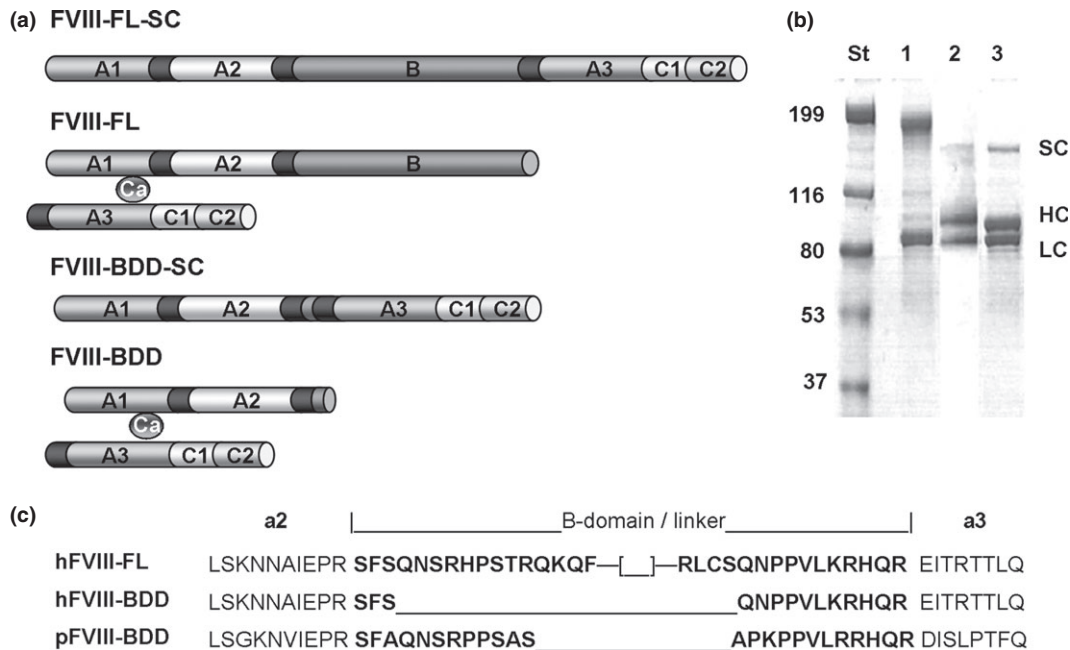 (a)
FVIII-FL-SC
A1 A2 B A3 C1 C2
FVIII-FL
A1 A2 B
Ca
A3 C1 C2
FVIII-BDD-SC
A1 A2 A3 C1 C2
FVIII-BDD
A1 A2
Ca
A3 C1 C2
(b)
St 1 2 3
199
SC
116
HC
LC
80
53
37
(c)
a2 B-domain / linker a3
hFVIII-FL LSKNNAIEPR SFSQNSRHPSTRQKQF—[__]—RLCSQNPPVLKRHQR EITRTTLQ
hFVIII-BDD LSKNNAIEPR SFS QNPPVLKRHQR EITRTTLQ
pFVIII-BDD LSGKNVIEPR SFAQNSRPPSAS APKPPVLRRHQR DISLPTFQ